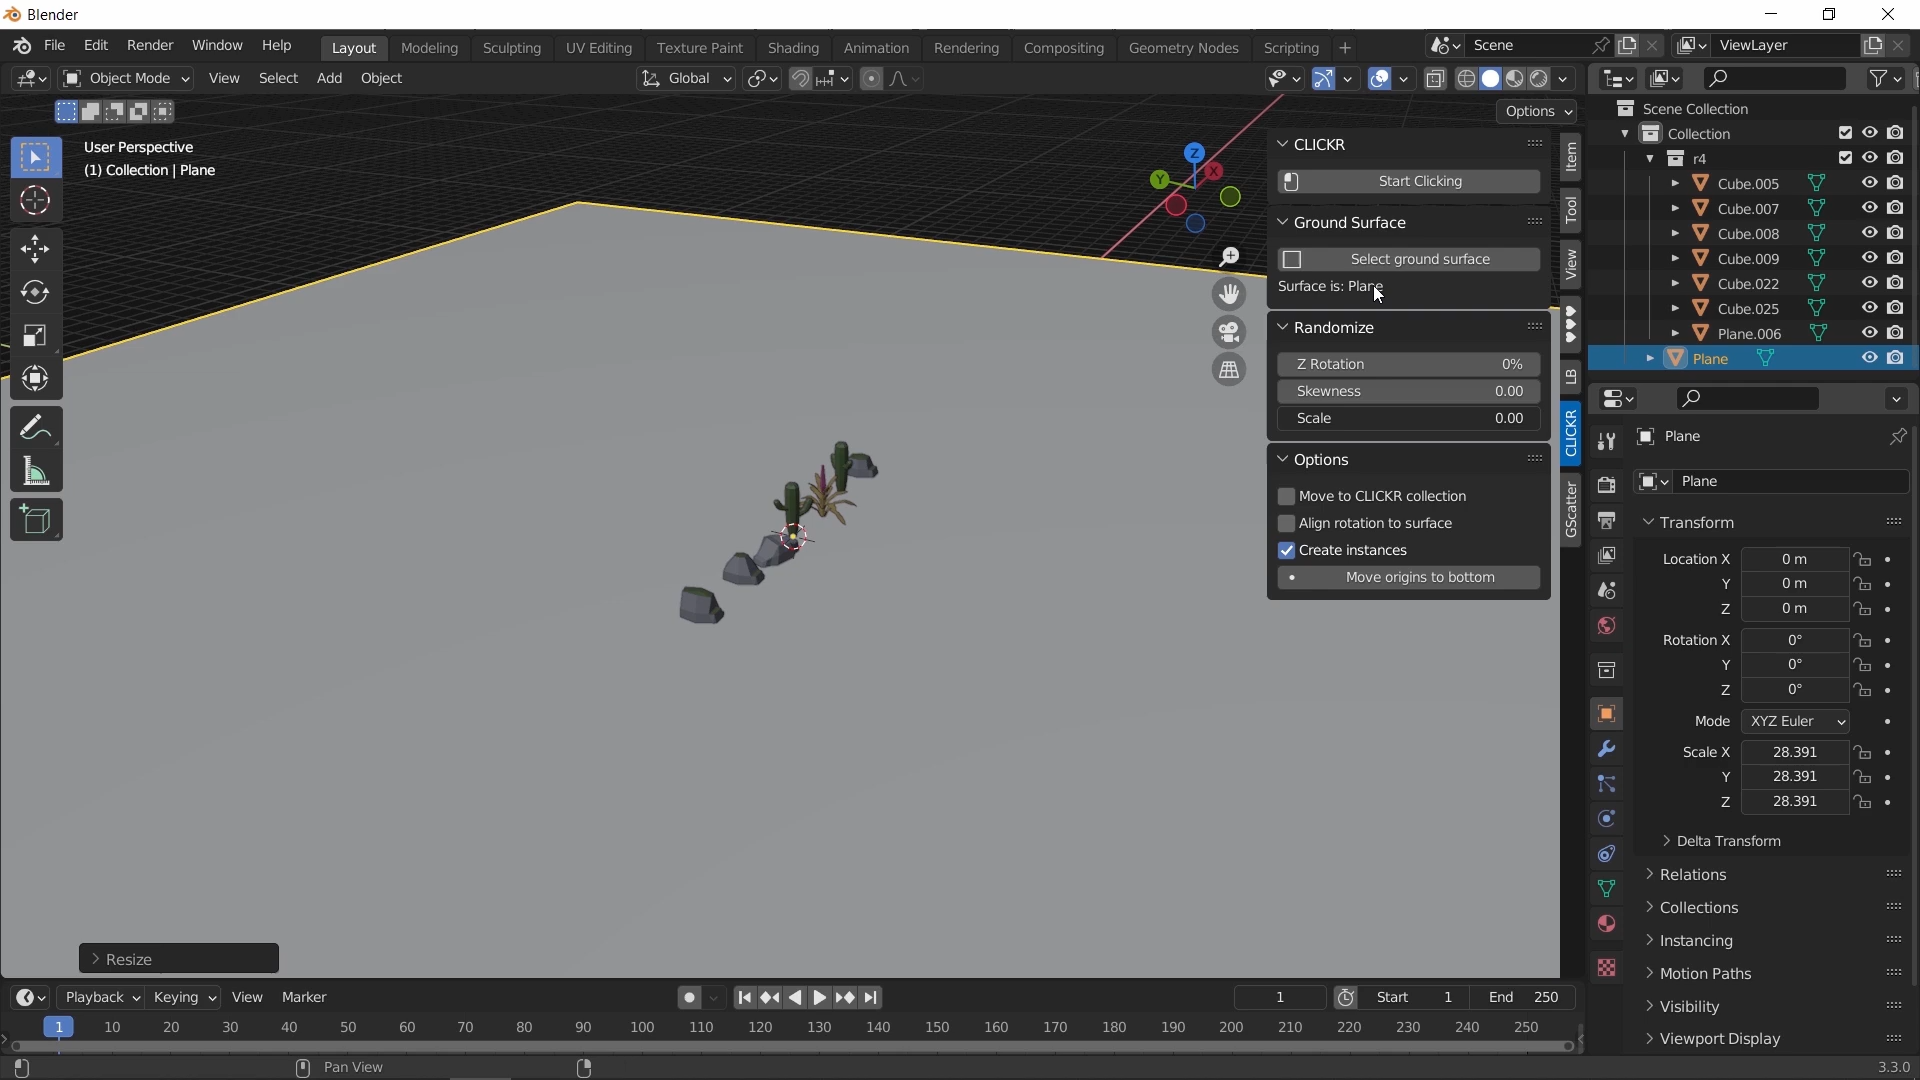 Blender
File Edit Render Window Help Layout Modeling Sculpting UV Editing Texture Paint Shading Animation Rendering Compositing Geometry Nodes Scripting + Scene ViewLayer
Object Mode View Select Add Object Global
Options
User Perspective
(1) Collection | Plane
Z
Y
X
CLICKR
Start Clicking
Ground Surface
Select ground surface
Surface is: Plane
Randomize
Z Rotation 0%
Skewness 0.00
Scale 0.00
Options
Move to CLICKR collection
Align rotation to surface
Create instances
Move origins to bottom
Item
Tool
View
LB
CLICKR
GScatter
Scene Collection
Collection
r4
Cube.005
Cube.007
Cube.008
Cube.009
Cube.022
Cube.025
Plane.006
Plane
Plane
Plane
Transform
Location X 0 m
Y 0 m
Z 0 m
Rotation X 0°
Y 0°
Z 0°
Mode XYZ Euler
Scale X 28.391
Y 28.391
Z 28.391
Delta Transform
Relations
Collections
Instancing
Motion Paths
Visibility
Viewport Display
Resize
Playback Keying View Marker 1 Start 1 End 250
1 10 20 30 40 50 60 70 80 90 100 110 120 130 140 150 160 170 180 190 200 210 220 230 240 250
Pan View 3.3.0